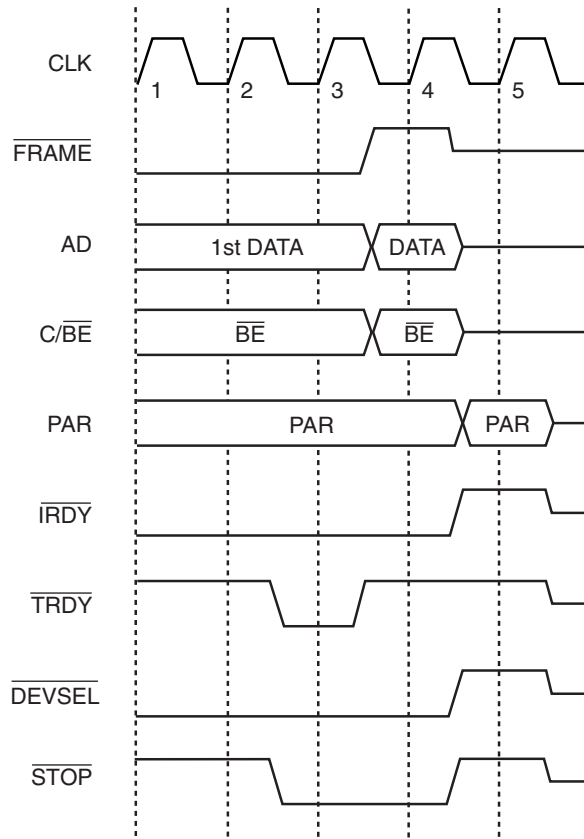 CLK
1 2 3 4 5
FRAME
AD 1st DATA DATA
C/BE BE BE
PAR PAR PAR
IRDY
TRDY
DEVSEL
STOP